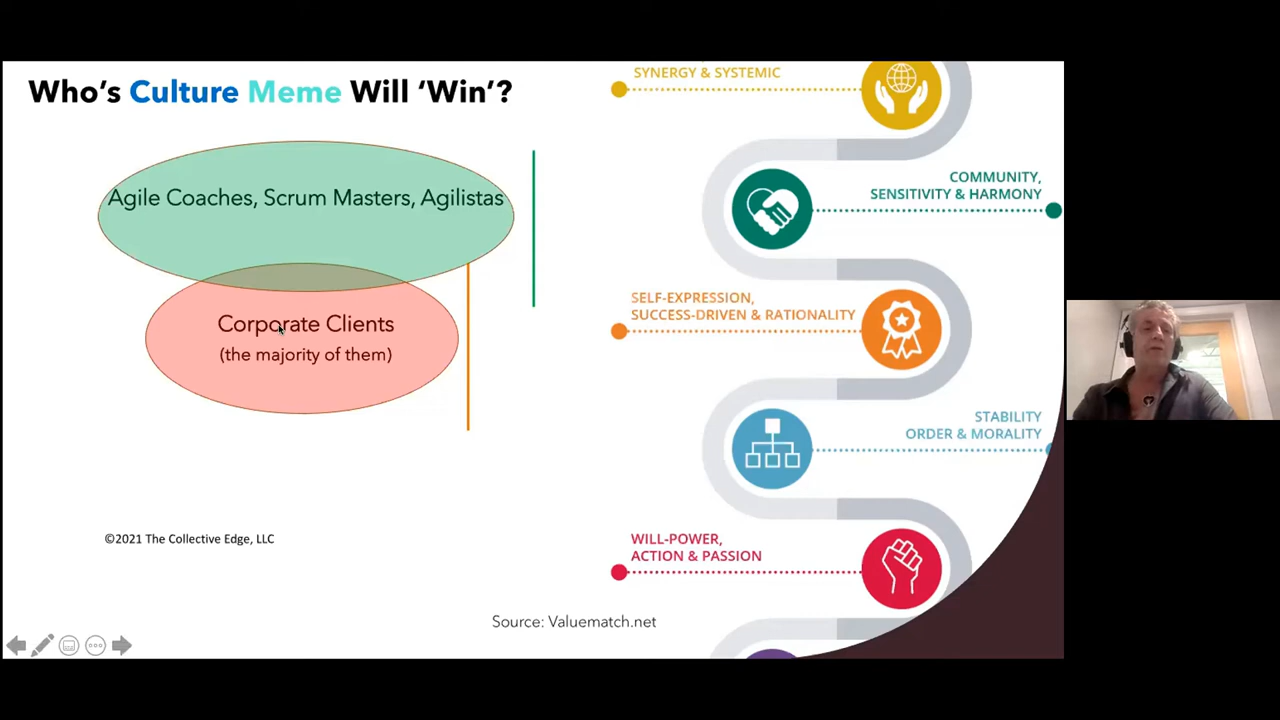 Who's Culture Meme Will 'Win'?
Agile Coaches, Scrum Masters, Agilistas
Corporate Clients
(the majority of them)
©2021 The Collective Edge, LLC
SYNERGY & SYSTEMIC
COMMUNITY,
SENSITIVITY & HARMONY
SELF-EXPRESSION,
SUCCESS-DRIVEN & RATIONALITY
STABILITY
ORDER & MORALITY
WILL-POWER,
ACTION & PASSION
Source: Valuematch.net